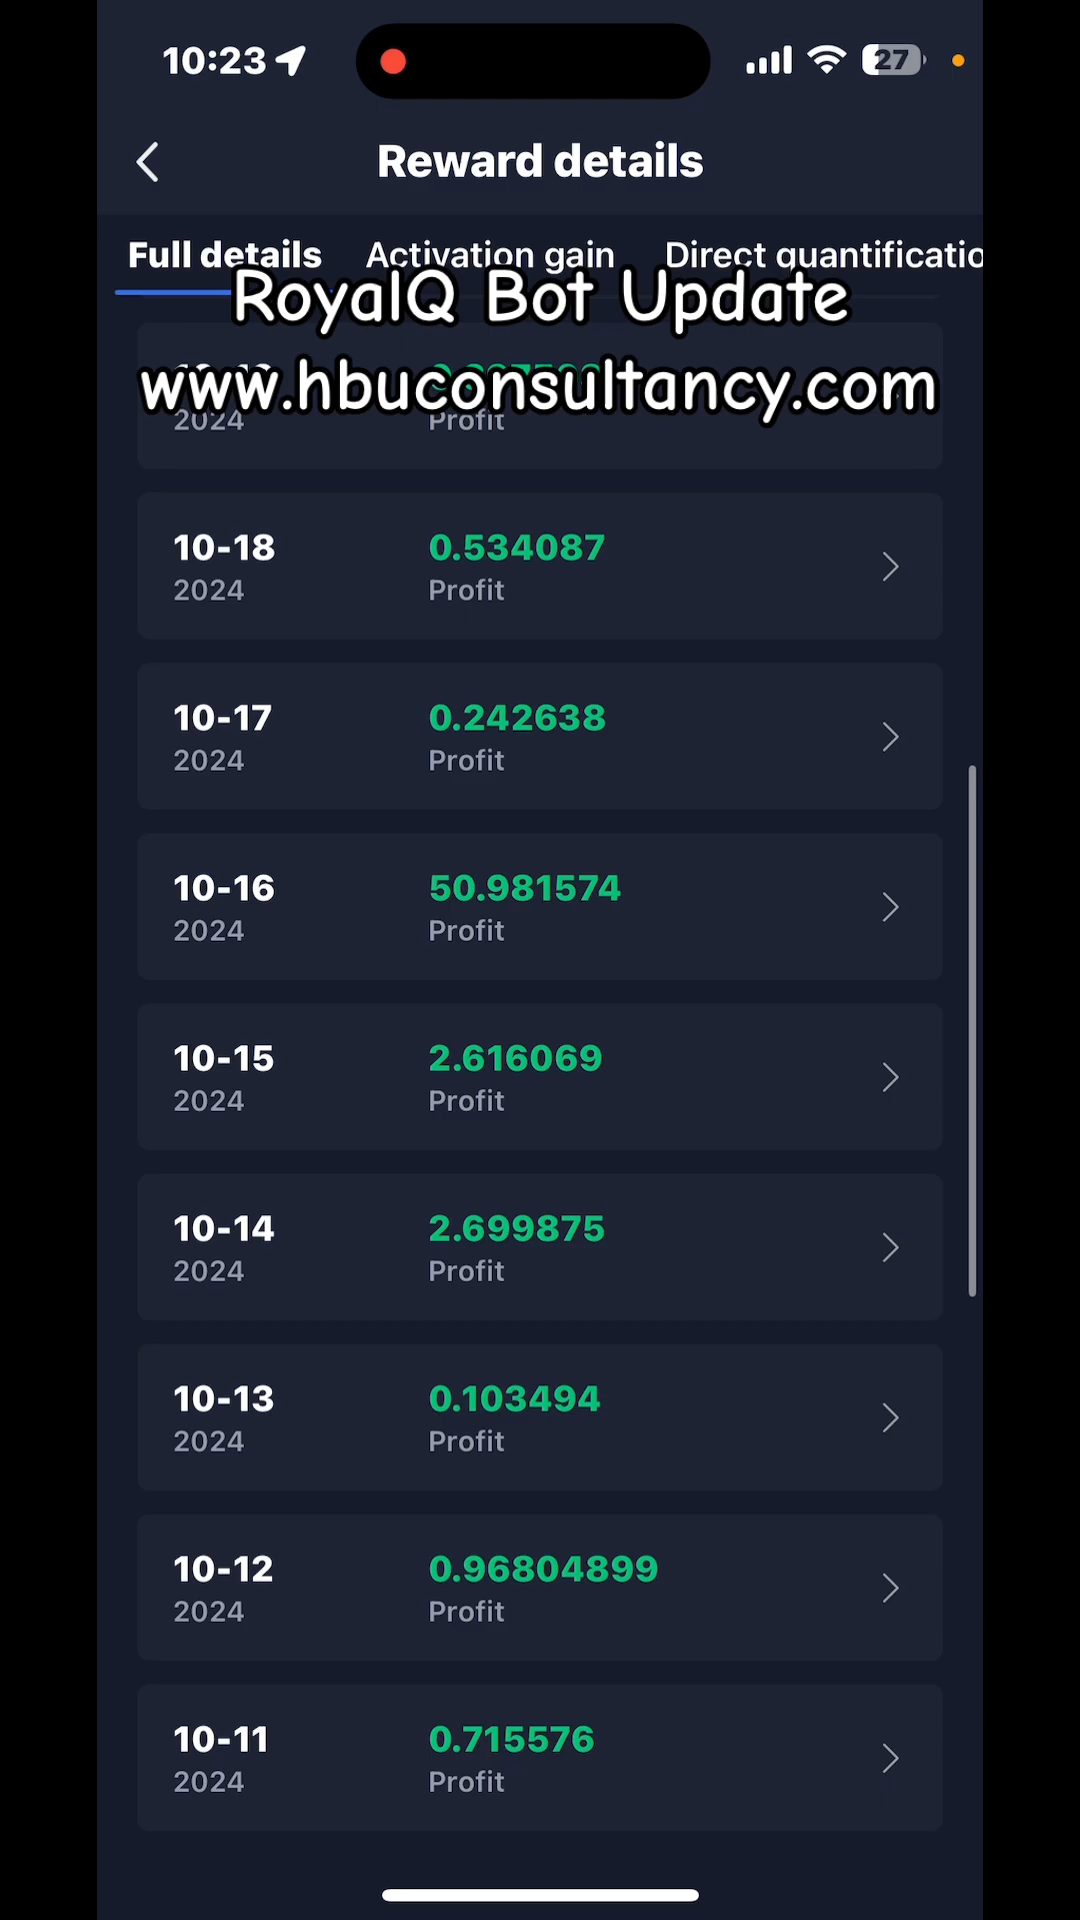 10:23
27
Reward details
Full details Activation gain Direct quantificatio
RoyalQ Bot Update
www.hbuconsultancy.com
2024 Profit
10-18 0.534087
2024 Profit
10-17 0.242638
2024 Profit
10-16 50.981574
2024 Profit
10-15 2.616069
2024 Profit
10-14 2.699875
2024 Profit
10-13 0.103494
2024 Profit
10-12 0.96804899
2024 Profit
10-11 0.715576
2024 Profit